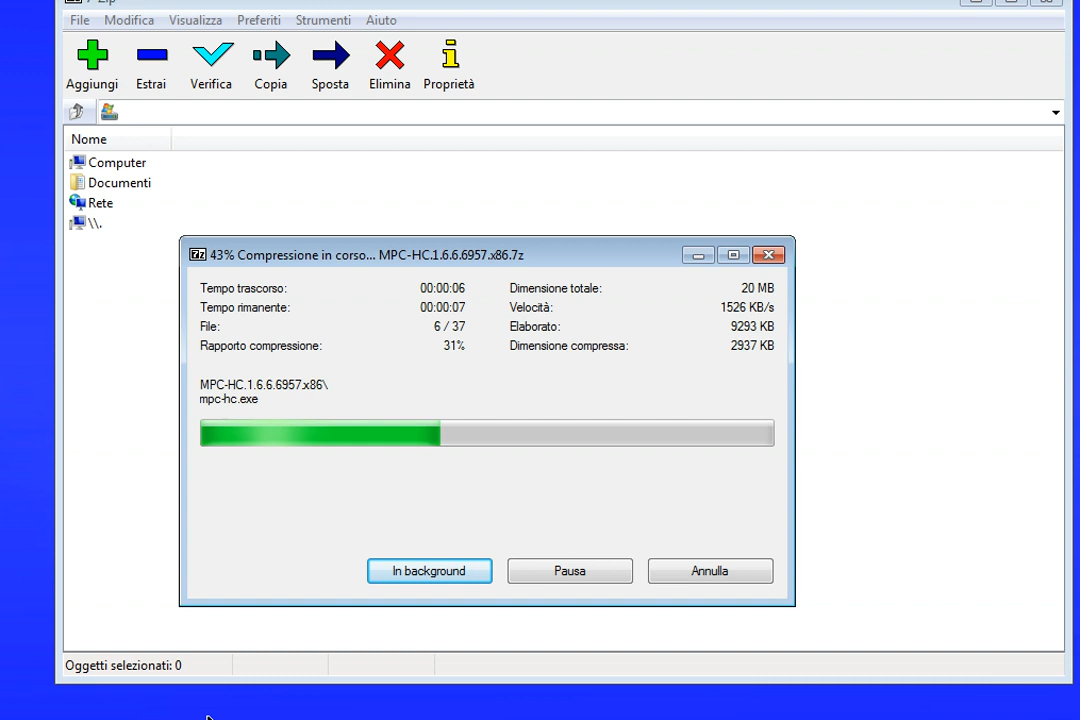 7-Zip
File Modifica Visualizza Preferiti Strumenti Aiuto
Aggiungi Estrai Verifica Copia Sposta Elimina Proprietà
Nome
Computer
Documenti
Rete
\\.
43% Compressione in corso... MPC-HC.1.6.6.6957.x86.7z
Tempo trascorso: 00:00:06 Dimensione totale: 20 MB
Tempo rimanente: 00:00:07 Velocità: 1526 KB/s
File: 6 / 37 Elaborato: 9293 KB
Rapporto compressione: 31% Dimensione compressa: 2937 KB
MPC-HC.1.6.6.6957.x86\
mpc-hc.exe
In background Pausa Annulla
Oggetti selezionati: 0